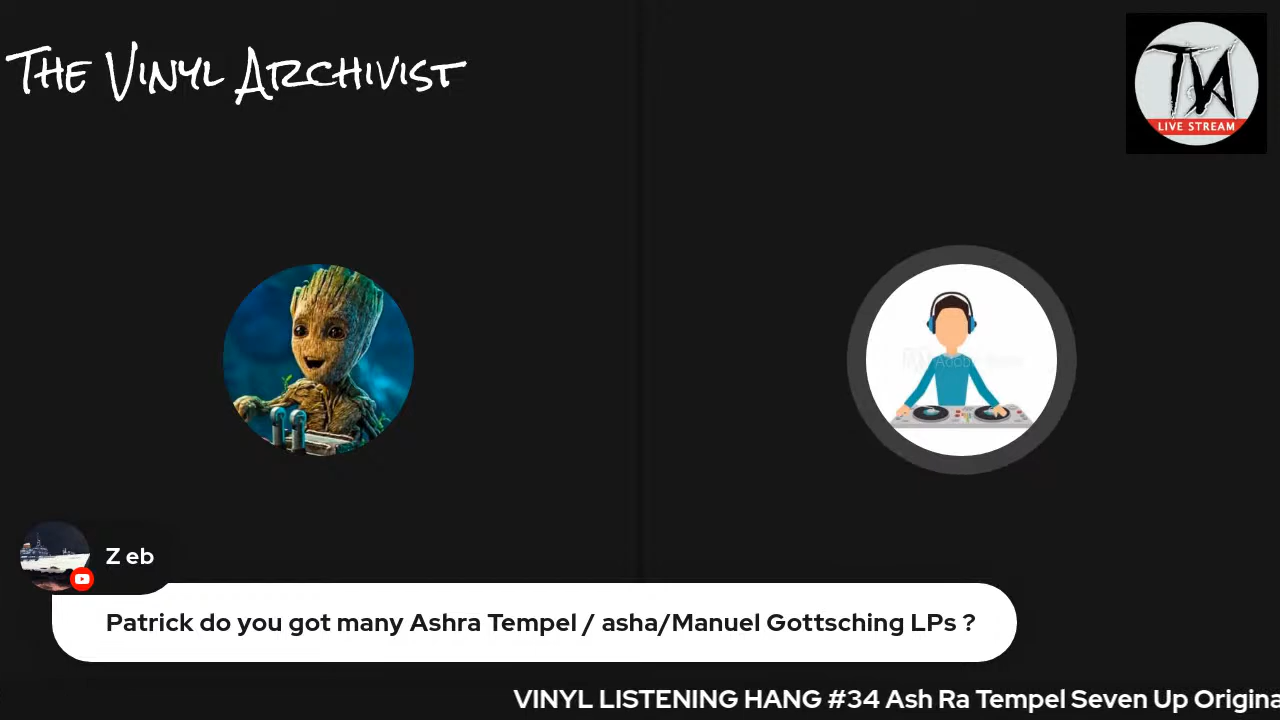 The Vinyl Archivist
TVA
LIVE STREAM
Z eb
Patrick do you got many Ashra Tempel / asha/Manuel Gottsching LPs ?
VINYL LISTENING HANG #34 Ash Ra Tempel Seven Up Origina